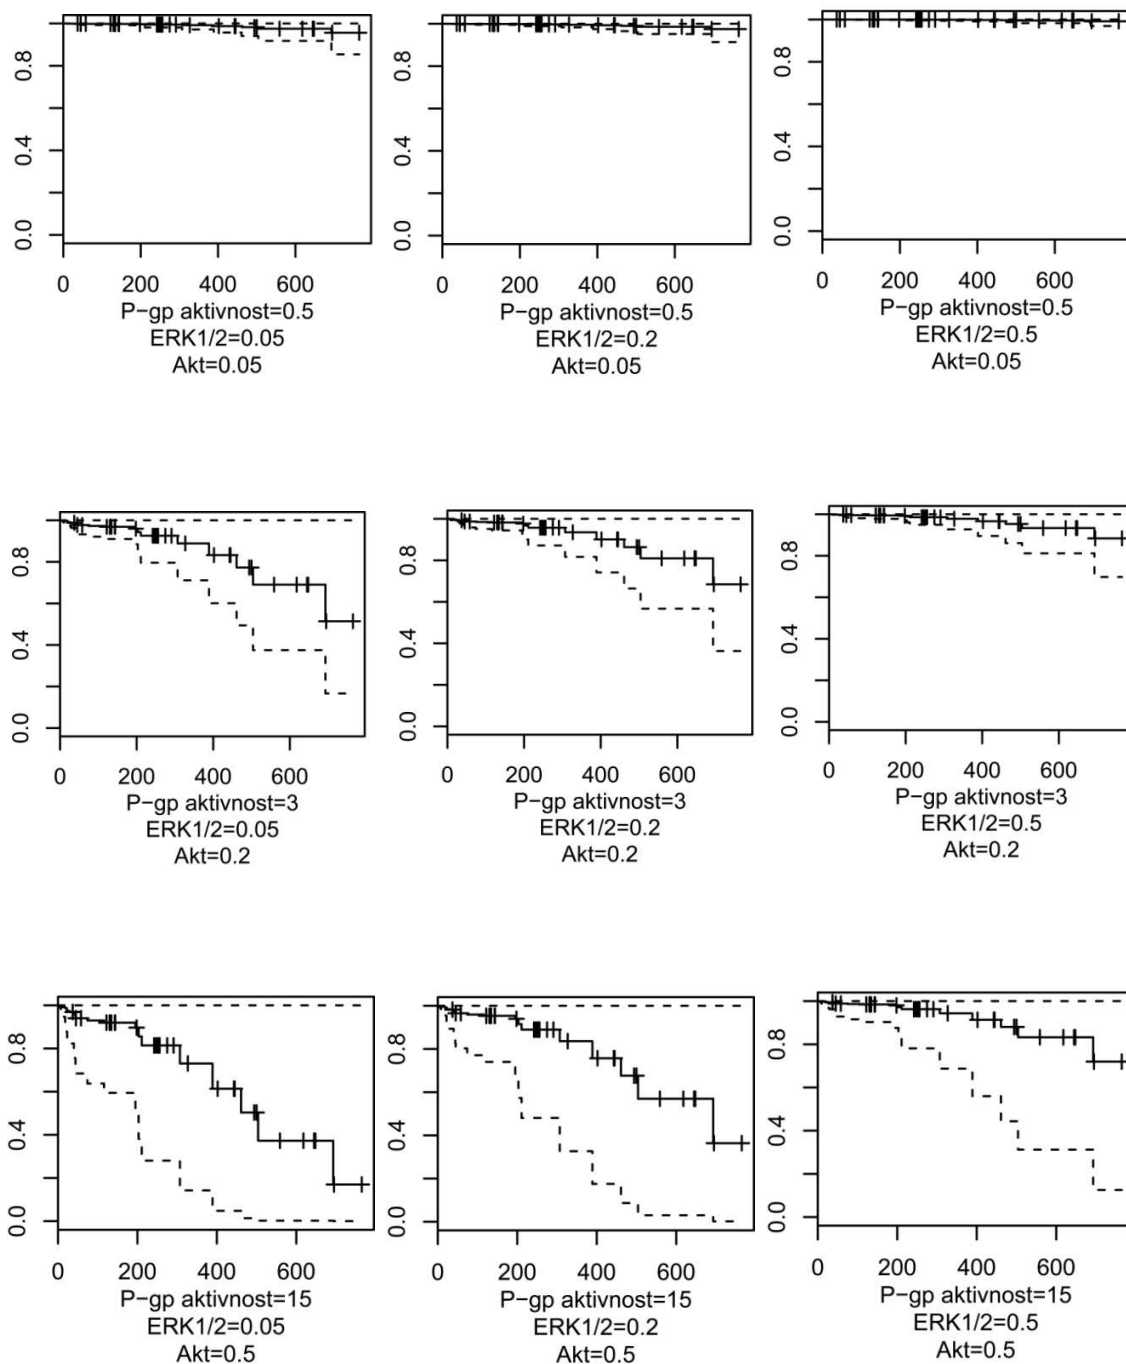 0.0 0.4 0.8
0 200 400 600
P-gp aktivnost=0.5
ERK1/2=0.05
Akt=0.05
0.0 0.4 0.8
0 200 400 600
P-gp aktivnost=0.5
ERK1/2=0.2
Akt=0.05
0.0 0.4 0.8
0 200 400 600
P-gp aktivnost=0.5
ERK1/2=0.5
Akt=0.05
0.0 0.4 0.8
0 200 400 600
P-gp aktivnost=3
ERK1/2=0.05
Akt=0.2
0.0 0.4 0.8
0 200 400 600
P-gp aktivnost=3
ERK1/2=0.2
Akt=0.2
0.0 0.4 0.8
0 200 400 600
P-gp aktivnost=3
ERK1/2=0.5
Akt=0.2
0.0 0.4 0.8
0 200 400 600
P-gp aktivnost=15
ERK1/2=0.05
Akt=0.5
0.0 0.4 0.8
0 200 400 600
P-gp aktivnost=15
ERK1/2=0.2
Akt=0.5
0.0 0.4 0.8
0 200 400 600
P-gp aktivnost=15
ERK1/2=0.5
Akt=0.5